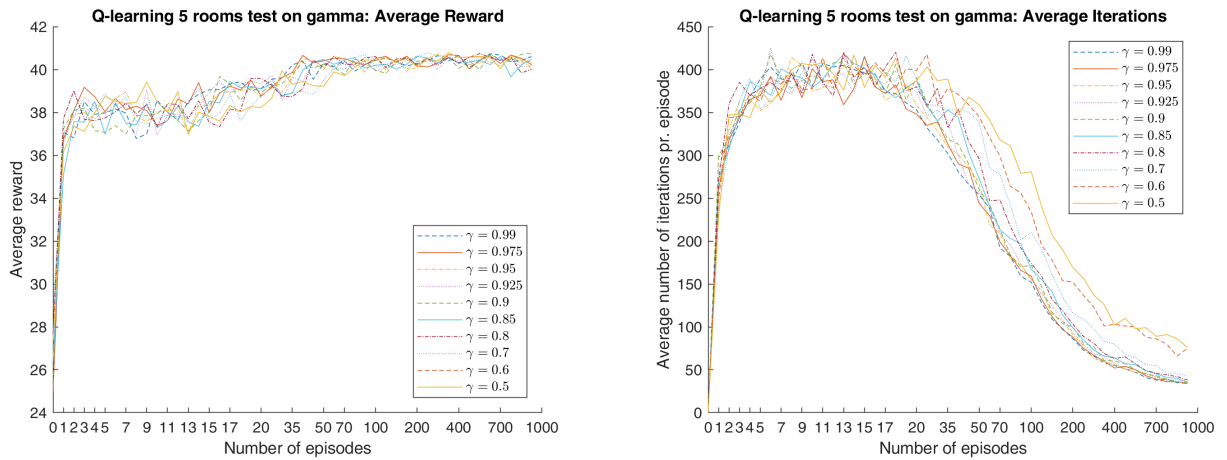 Q-learning 5 rooms test on gamma: Average Reward
42
40
38
36
34
32
30
28
26
24
Average reward
γ = 0.99
γ = 0.975
γ = 0.95
γ = 0.925
γ = 0.9
γ = 0.85
γ = 0.8
γ = 0.7
γ = 0.6
γ = 0.5
0 1 2 3 4 5 7 9 11 13 15 17 20 35 50 70 100 200 400 700 1000
Number of episodes
Q-learning 5 rooms test on gamma: Average Iterations
450
400
350
300
250
200
150
100
50
0
Average number of iterations pr. episode
γ = 0.99
γ = 0.975
γ = 0.95
γ = 0.925
γ = 0.9
γ = 0.85
γ = 0.8
γ = 0.7
γ = 0.6
γ = 0.5
0 1 2 3 4 5 7 9 11 13 15 17 20 35 50 70 100 200 400 700 1000
Number of episodes